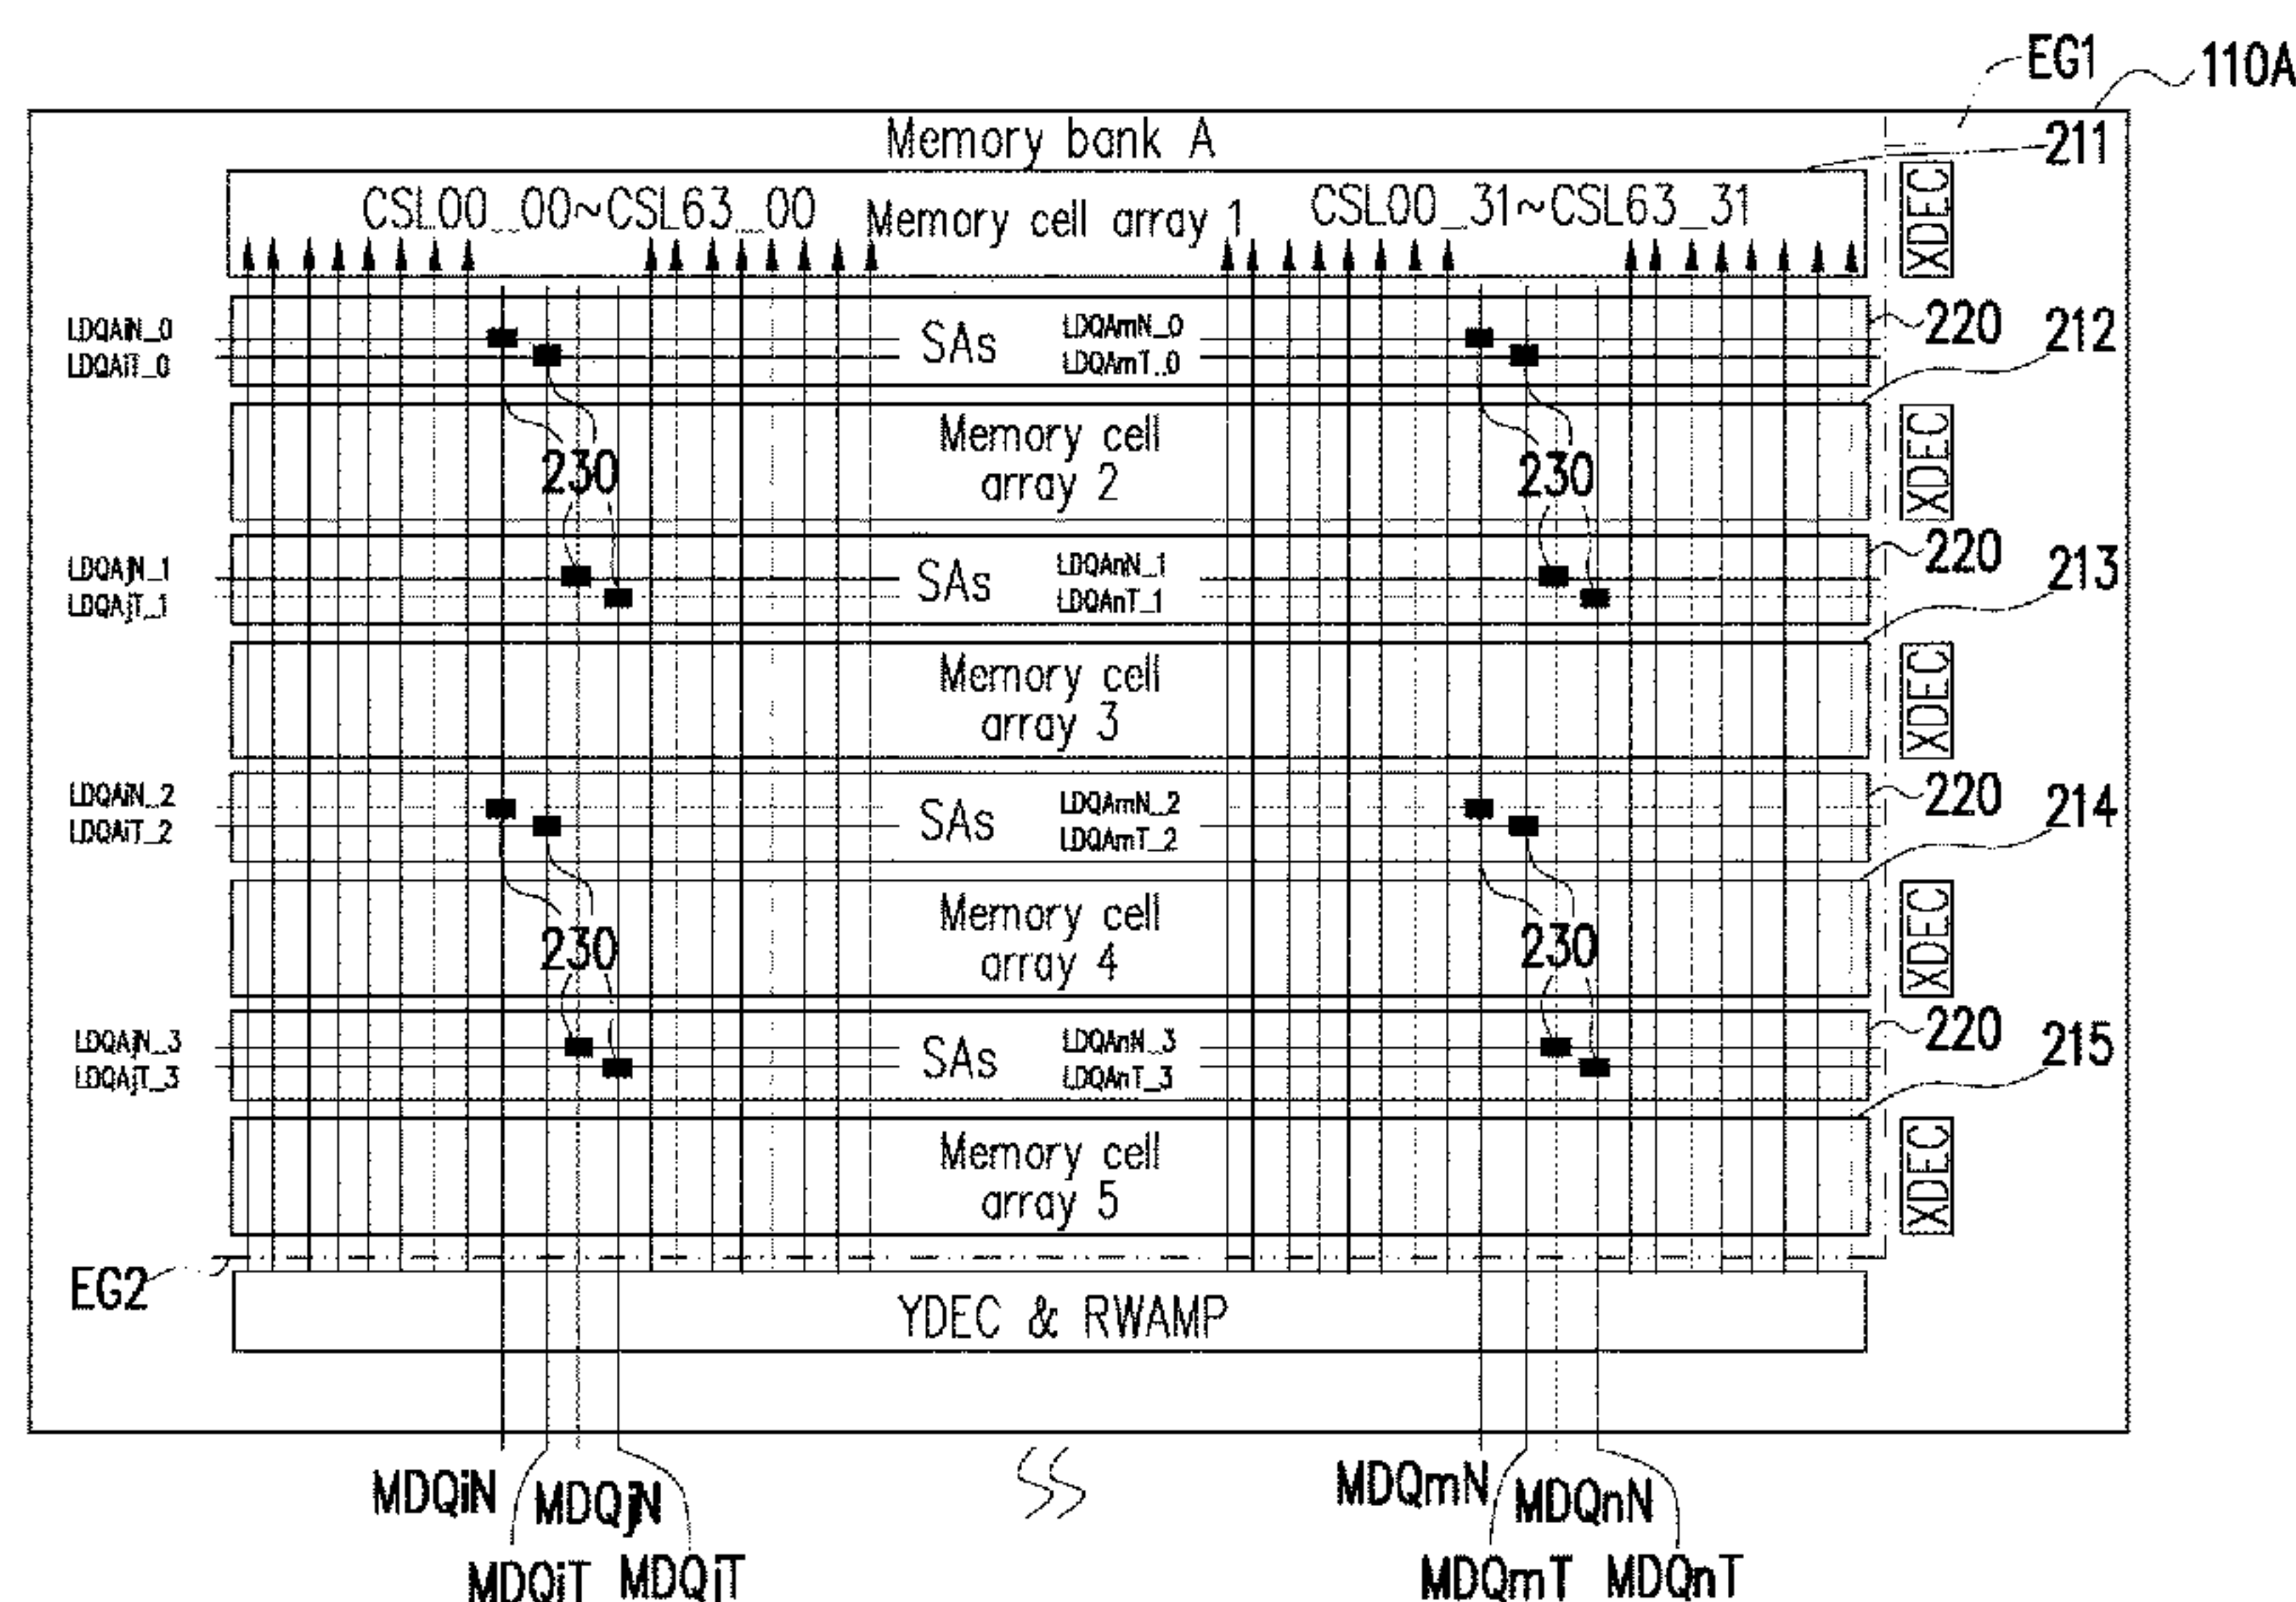 EG1
110A
Memory bank A
211
CSL00_00~CSL63_00
Memory cell array 1
CSL00_31~CSL63_31
XDEC
LDQAiN_0
LDQAiT_0
SAs
LDQAmN_0
LDQAmT_0
220
212
Memory cell
array 2
230
230
XDEC
LDQAjN_1
LDQAjT_1
SAs
LDQAnN_1
LDQAnT_1
220
213
Memory cell
array 3
XDEC
LDQAiN_2
LDQAiT_2
SAs
LDQAmN_2
LDQAmT_2
220
214
Memory cell
array 4
230
230
XDEC
LDQAjN_3
LDQAjT_3
SAs
LDQAnN_3
LDQAnT_3
220
215
Memory cell
array 5
XDEC
EG2
YDEC & RWAMP
MDQiN
MDQjN
MDQmN
MDQnN
MDQiT
MDQjT
MDQmT
MDQnT